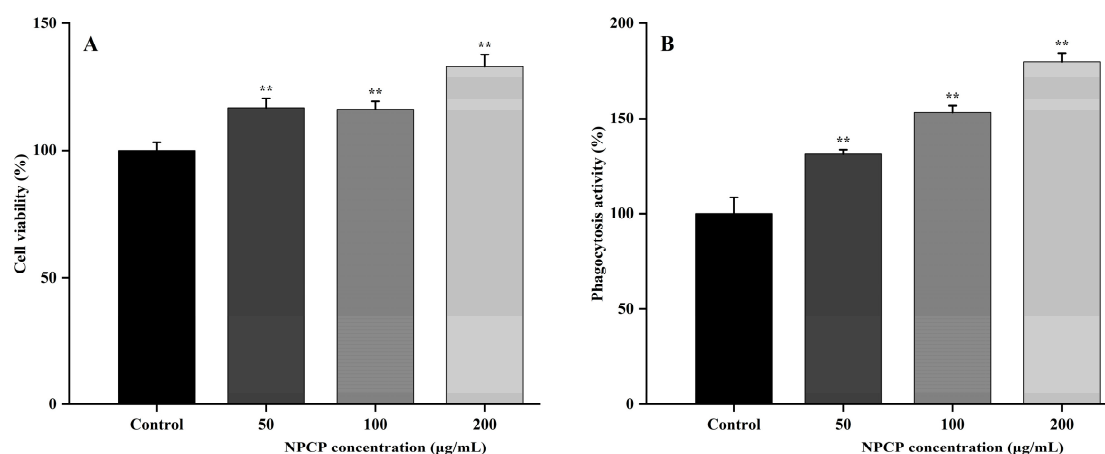 A
Cell viability (%)
150
100
50
0
**
**
**
Control
50
100
200
NPCP concentration (μg/mL)
B
Phagocytosis activity (%)
200
150
100
50
0
**
**
**
Control
50
100
200
NPCP concentration (μg/mL)